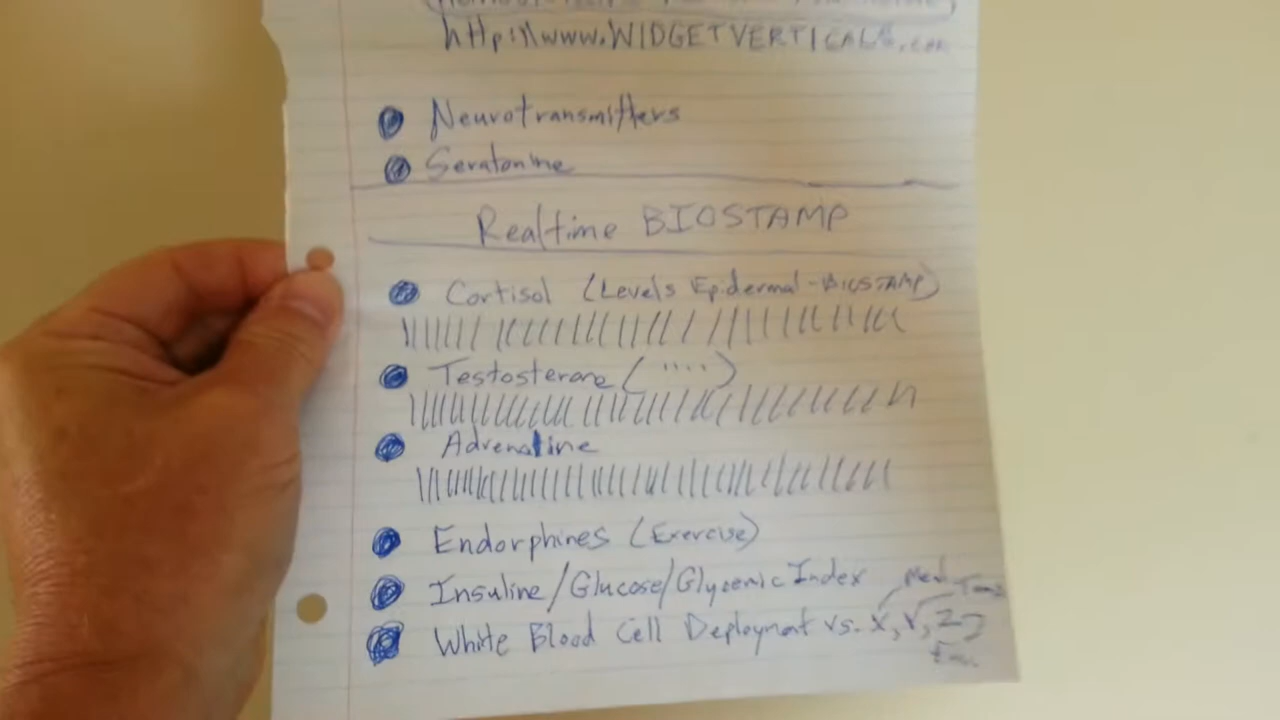 http:\\www.WIDGETVERTICALS.com
Neurotransmitters
Seratonine
Realtime BIOSTAMP
Cortisol (Levels Epidermal-BIOSTAMP)
Testosterone (....)
Adrenaline
Endorphines (Exercise)
Insuline/Glucose/Glycemic Index
White Blood Cell Deployment vs. X, Y, Z